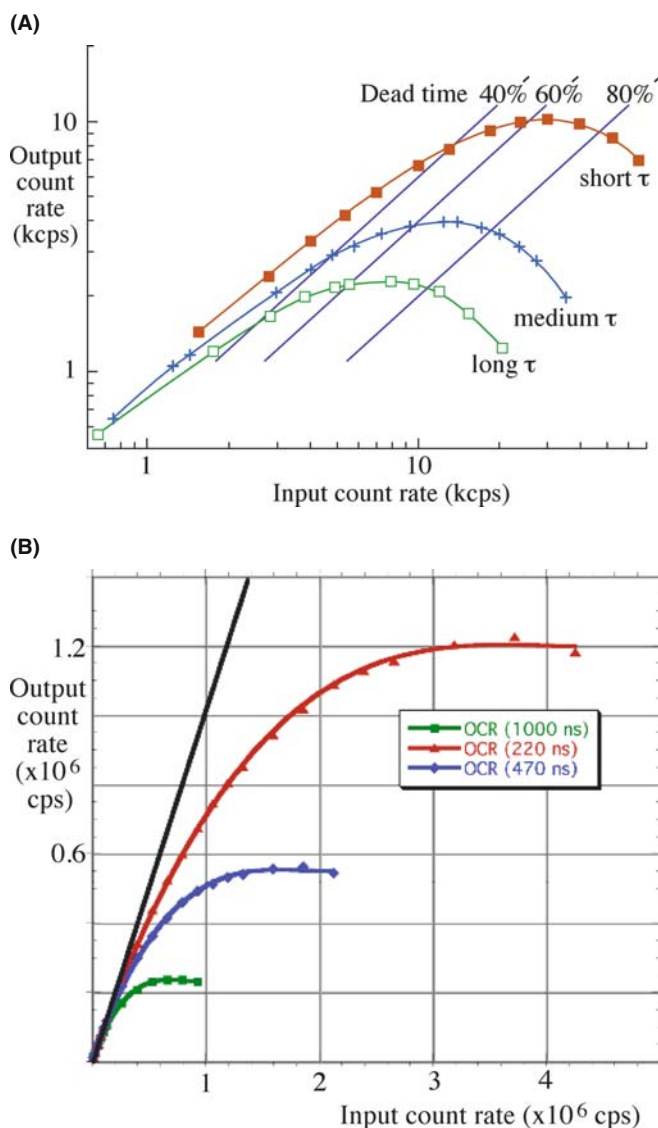 (A)
Dead time 40% 60% 80%
10
Output
count
rate
(kcps)
short τ
medium τ
1
long τ
1 10
Input count rate (kcps)
(B)
1.2
Output
count
rate
(x10⁶
cps)
OCR (1000 ns)
OCR (220 ns)
OCR (470 ns)
0.6
1 2 3 4
Input count rate (x10⁶ cps)